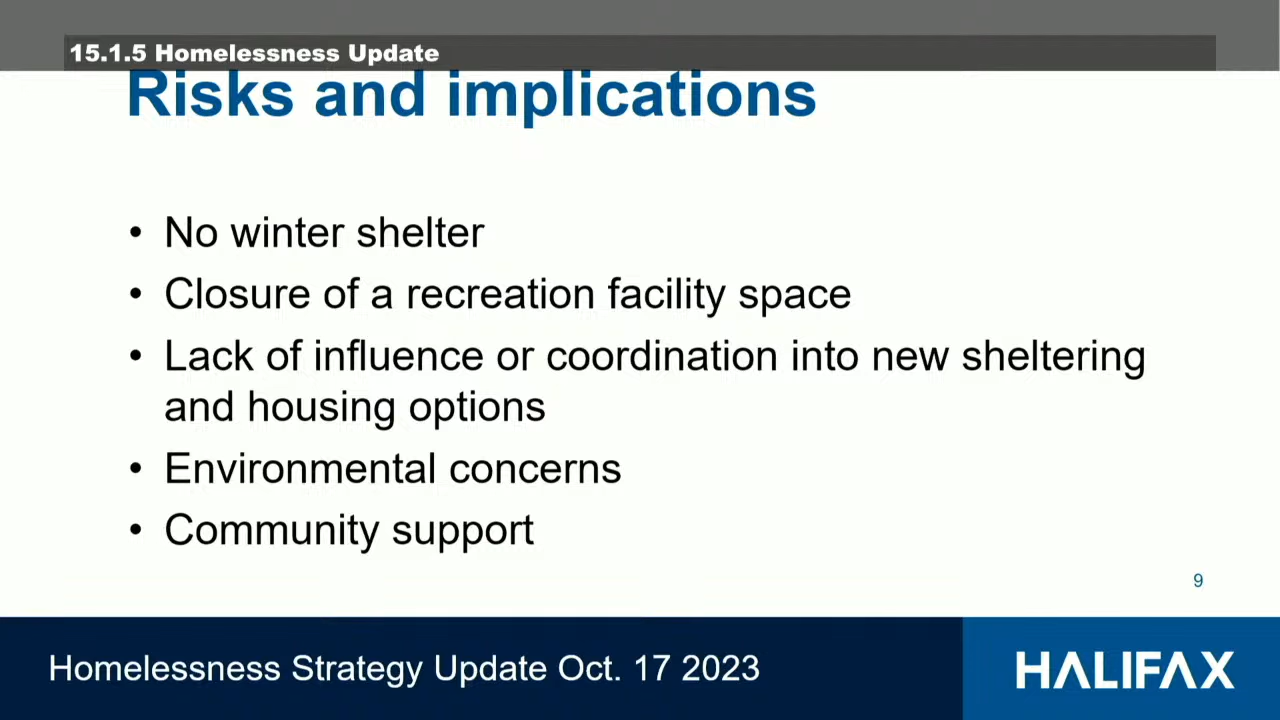 15.1.5 Homelessness Update
Risks and implications
• No winter shelter
• Closure of a recreation facility space
• Lack of influence or coordination into new sheltering
and housing options
• Environmental concerns
• Community support
9
Homelessness Strategy Update Oct. 17 2023
HALIFAX